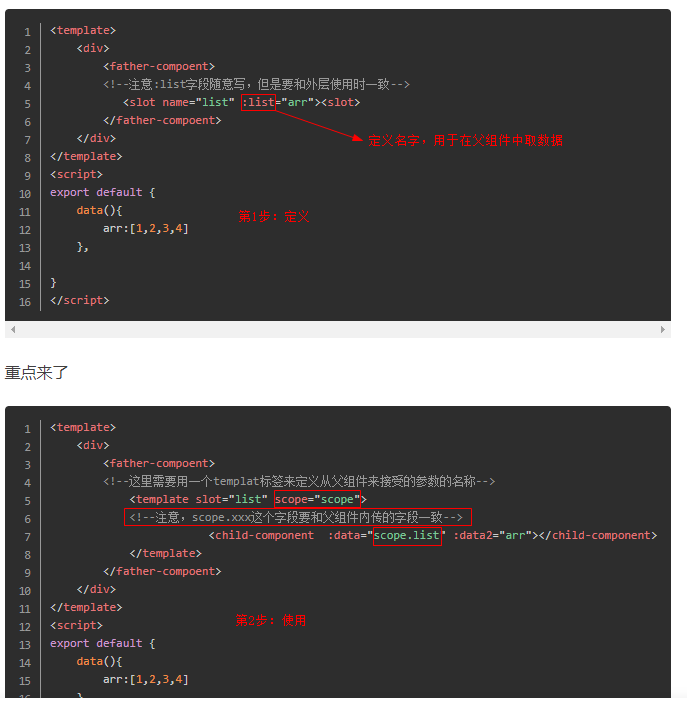 1 <template>
2 <div>
3 <father-compoent>
4 <!--注意:list字段随意写，但是要和外层使用时一致-->
5 <slot name="list" :list="arr"><slot>
6 </father-compoent>
定义名字，用于在父组件中取数据
7 </div>
8 </template>
9 <script>
10 export default {
11 data(){
第1步：定义
12 arr:[1,2,3,4]
13 },
14
15 }
16 </script>
重点来了
1 <template>
2 <div>
3 <father-compoent>
4 <!--这里需要用一个templat标签来定义从父组件来接受的参数的名称-->
5 <template slot="list" scope="scope">
6 <!--注意，scope.xxx这个字段要和父组件内传的字段一致-->
7 <child-component :data="scope.list" :data2="arr"></child-component>
8 </template>
9 </father-compoent>
10 </div>
11 </template>
第2步：使用
12 <script>
13 export default {
14 data(){
15 arr:[1,2,3,4]